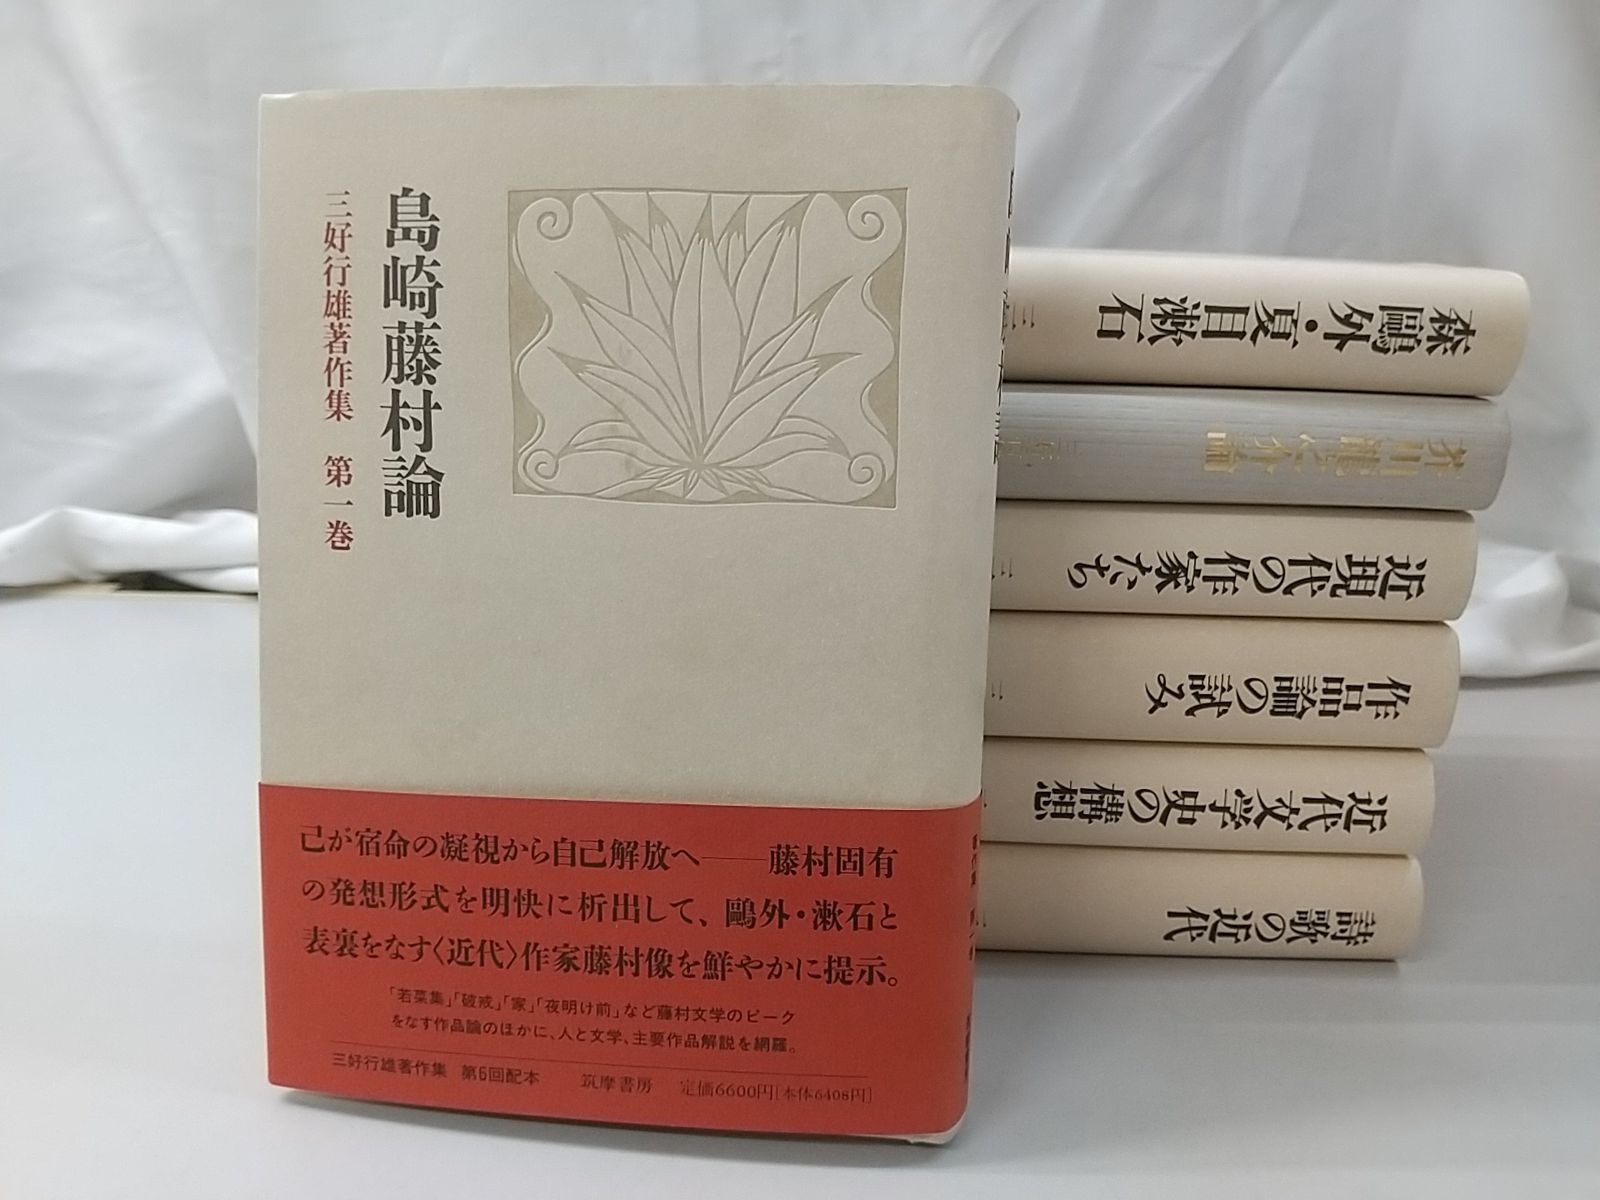 島崎藤村論
三好行雄著作集 第一巻
己が宿命の凝視から自己解放へ──藤村固有
の発想形式を明快に析出して、鷗外・漱石と
表裏をなす〈近代〉作家藤村像を鮮やかに提示。
「若菜集」「破戒」「家」「夜明け前」など藤村文学のピーク
をなす作品論のほかに、人と文学、主要作品解説を網羅。
三好行雄著作集 第6回配本 筑摩書房 定価6600円[本体6408円]
森鷗外・夏目漱石
芥川龍之介論
近現代の作家たち
作品論の試み
近代文学史の構想
詩歌の近代